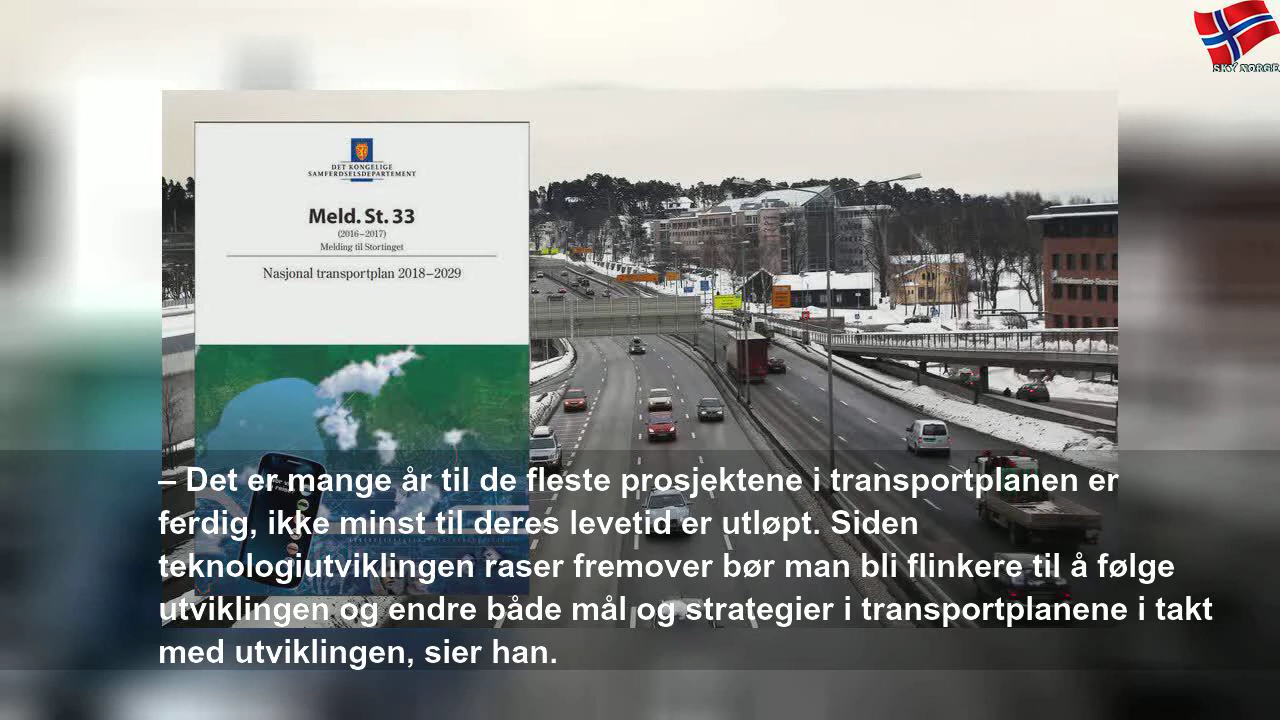 SKY NORGE
DET KONGELIGE
SAMFERDSELSDEPARTEMENT
Meld. St. 33
(2016–2017)
Melding til Stortinget
Nasjonal transportplan 2018–2029
– Det er mange år til de fleste prosjektene i transportplanen er
ferdig, ikke minst til deres levetid er utløpt. Siden
teknologiutviklingen raser fremover bør man bli flinkere til å følge
utviklingen og endre både mål og strategier i transportplanene i takt
med utviklingen, sier han.